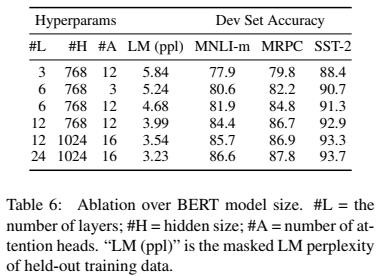 Hyperparams Dev Set Accuracy
#L #H #A LM (ppl) MNLI-m MRPC SST-2
3 768 12 5.84 77.9 79.8 88.4
6 768 3 5.24 80.6 82.2 90.7
6 768 12 4.68 81.9 84.8 91.3
12 768 12 3.99 84.4 86.7 92.9
12 1024 16 3.54 85.7 86.9 93.3
24 1024 16 3.23 86.6 87.8 93.7
Table 6: Ablation over BERT model size. #L = the
number of layers; #H = hidden size; #A = number of at-
tention heads. “LM (ppl)” is the masked LM perplexity
of held-out training data.